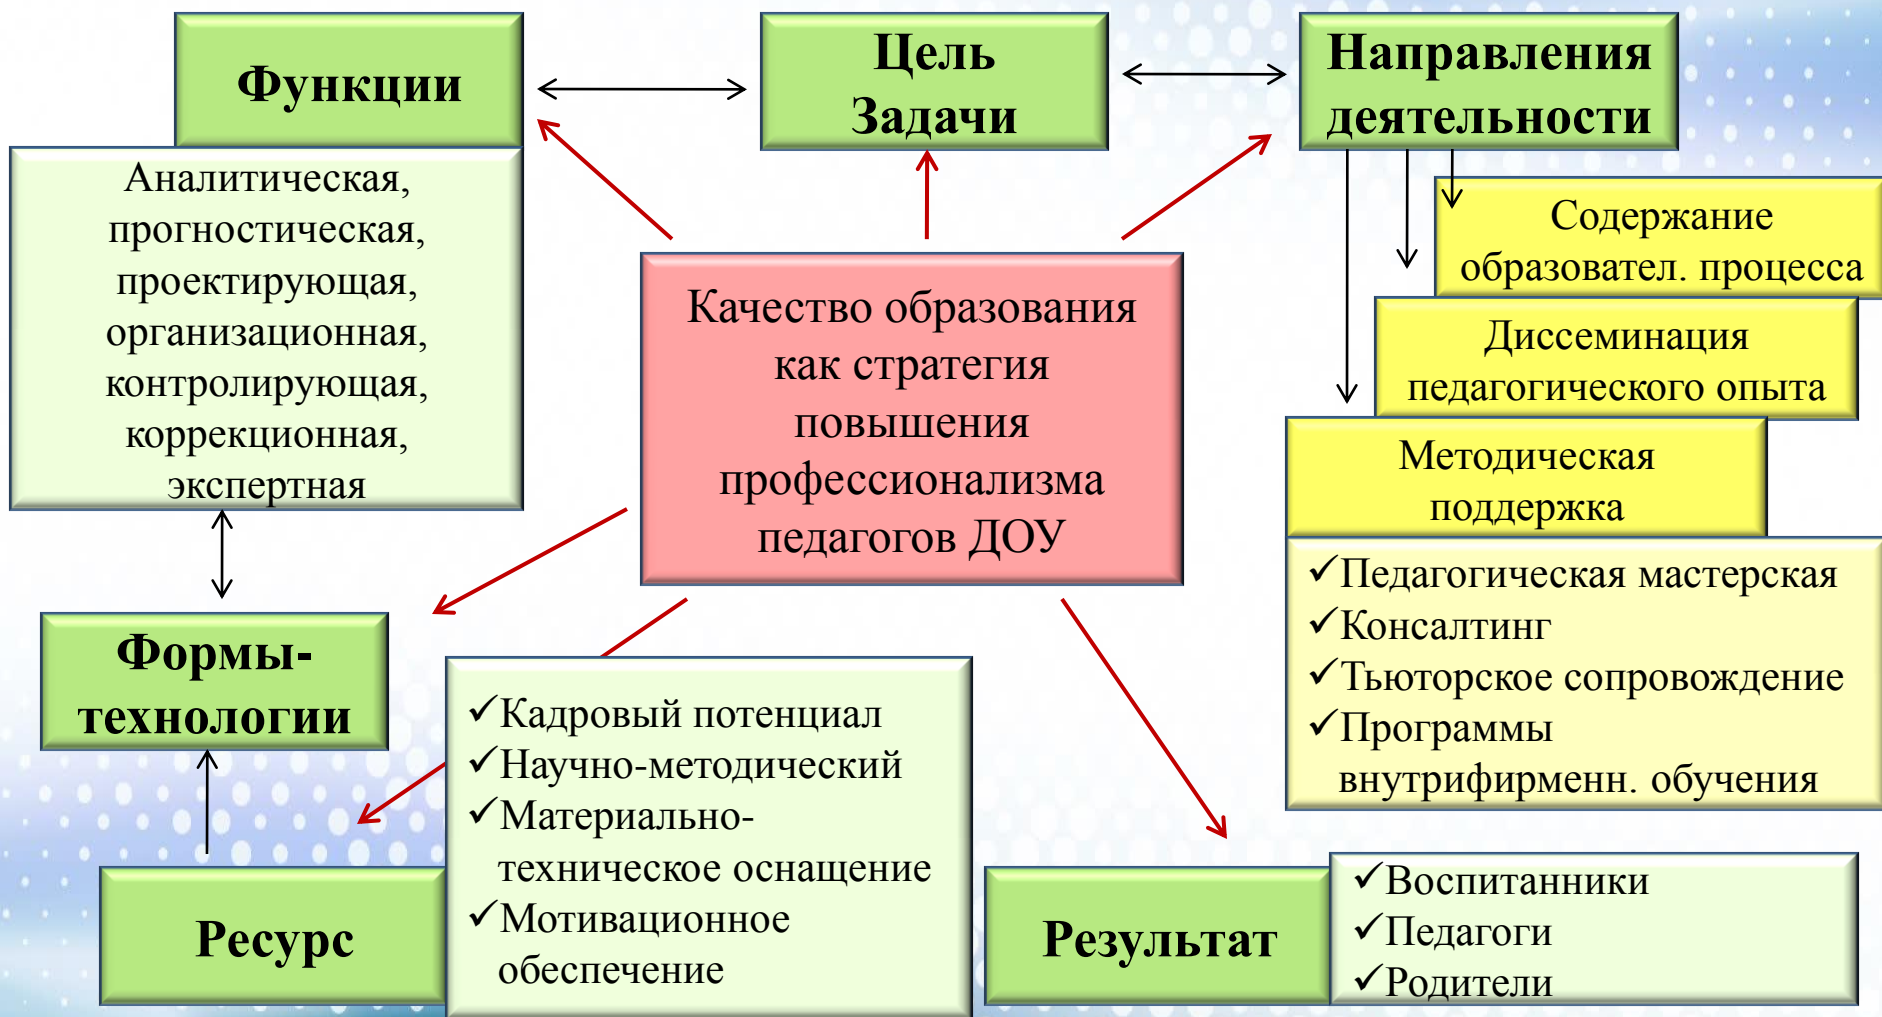 Функции
Аналитическая,
прогностическая,
проектирующая,
организационная,
контролирующая,
коррекционная,
экспертная
Цель
Задачи
Направления
деятельности
Содержание
образовател. процесса
Диссеминация
педагогического опыта
Методическая
поддержка
✓Педагогическая мастерская
✓Консалтинг
✓Тьюторское сопровождение
✓Программы
внутрифирменн. обучения
Качество образования
как стратегия
повышения
профессионализма
педагогов ДОУ
Формы-
технологии
Ресурс
✓Кадровый потенциал
✓Научно-методический
✓Материально-
техническое оснащение
✓Мотивационное
обеспечение
Результат
✓Воспитанники
✓Педагоги
✓Родители